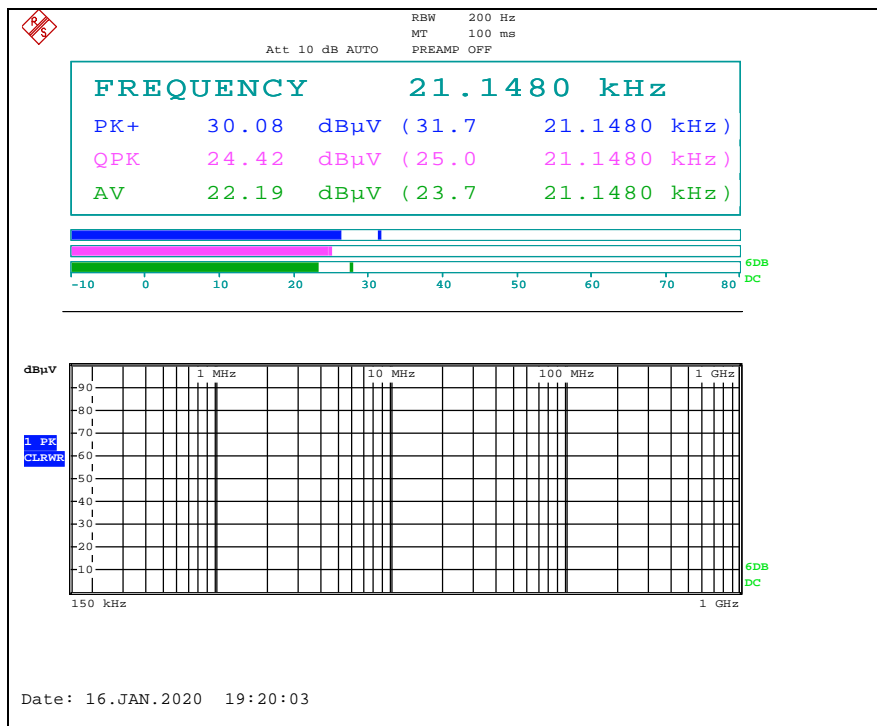 R S
RBW 200 Hz
MT 100 ms
Att 10 dB AUTO PREAMP OFF
FREQUENCY 21.1480 kHz
PK+ 30.08 dBµV (31.7 21.1480 kHz)
QPK 24.42 dBµV (25.0 21.1480 kHz)
AV 22.19 dBµV (23.7 21.1480 kHz)
6DB
-10 0 10 20 30 40 50 60 70 80 DC
dBµV
1 MHz 10 MHz 100 MHz 1 GHz
90
80
70
1 PK
CLRWR
60
50
40
30
20
10
6DB
DC
150 kHz 1 GHz
Date: 16.JAN.2020 19:20:03